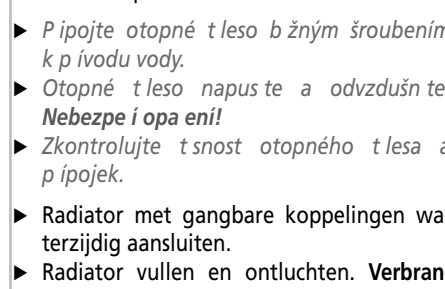 ► P ipojte otopné t leso b žným šroubením
k p ívodu vody.
► Otopné t leso napus te a odvzdušn te.
Nebezpe í opa ení!
► Zkontrolujte t snost otopného t lesa a
p ípojek.
► Radiator met gangbare koppelingen wa
terzijdig aansluiten.
► Radiator vullen en ontluchten. Verbran